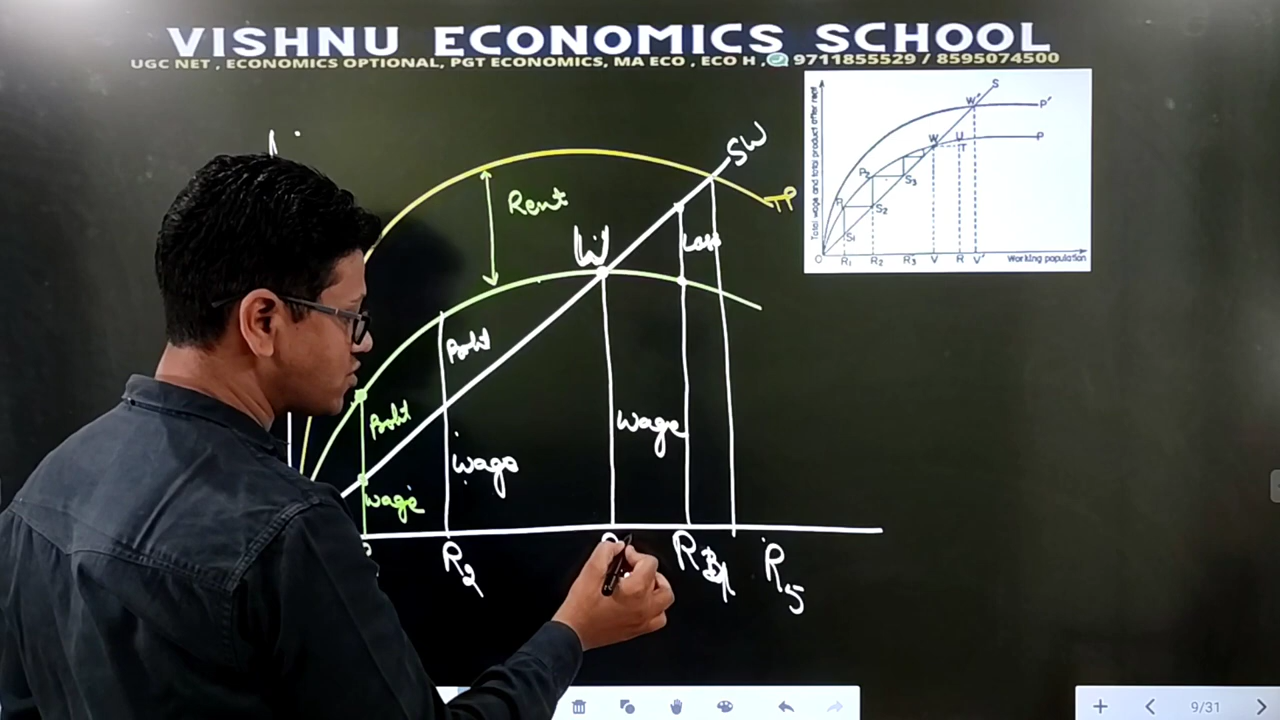 VISHNU ECONOMICS SCHOOL
UGC NET , ECONOMICS OPTIONAL, PGT ECONOMICS, MA ECO , ECO H , 9711855529 / 8595074500
SW
TP
Rent
W
Profit
Profit
Wage
Wage
Wage
Loss
R2
R5
Total wage and total product after rent
S
W"
P'
W
U
P
T
P2
S3
S2
S1
O
R1
R2
R3
V
R
V'
Working population
9/31